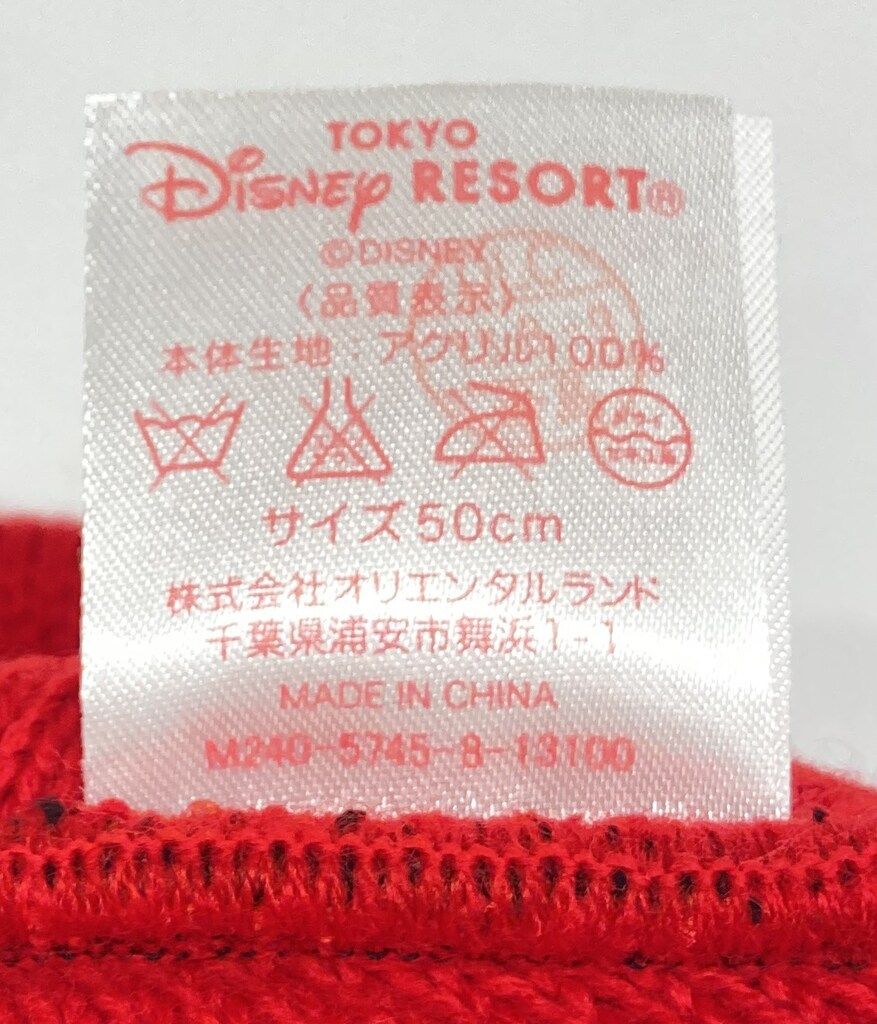 TOKYO
Disney RESORT®
©DISNEY
〈品質表示〉
本体生地：アクリル100%
サイズ50cm
株式会社オリエンタルランド
千葉県浦安市舞浜1-1
MADE IN CHINA
M240-5745-8-13100